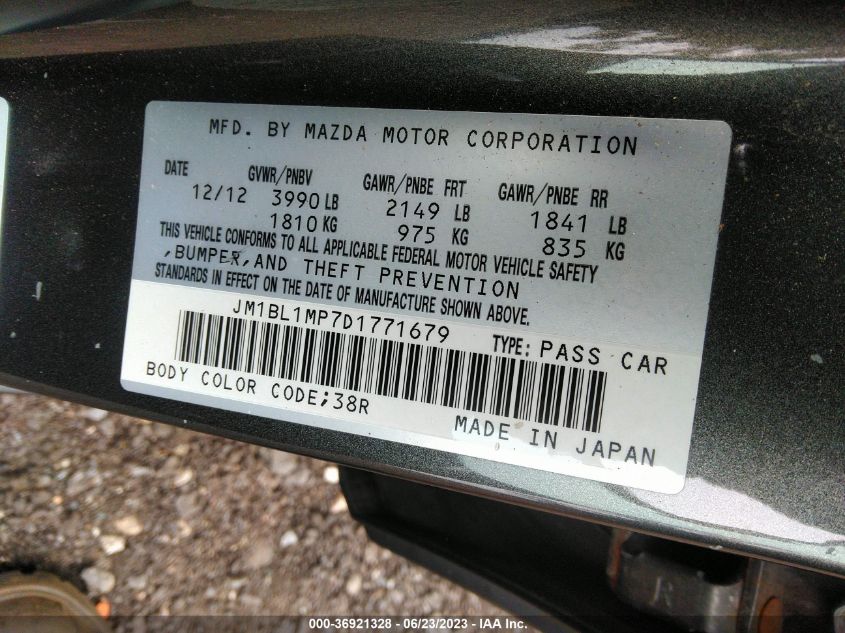 MFD. BY MAZDA MOTOR CORPORATION
DATE GVWR/PNBV GAWR/PNBE FRT GAWR/PNBE RR
12/12 3990 LB 2149 LB 1841 LB
1810 KG 975 KG 835 KG
THIS VEHICLE CONFORMS TO ALL APPLICABLE FEDERAL MOTOR VEHICLE SAFETY
,BUMPER,AND THEFT PREVENTION
STANDARDS IN EFFECT ON THE DATE OF MANUFACTURE SHOWN ABOVE.
JM1BL1MP7D1771679 TYPE: PASS CAR
BODY COLOR CODE;38R
MADE IN JAPAN
R
000-36921328 - 06/23/2023 - IAA Inc.